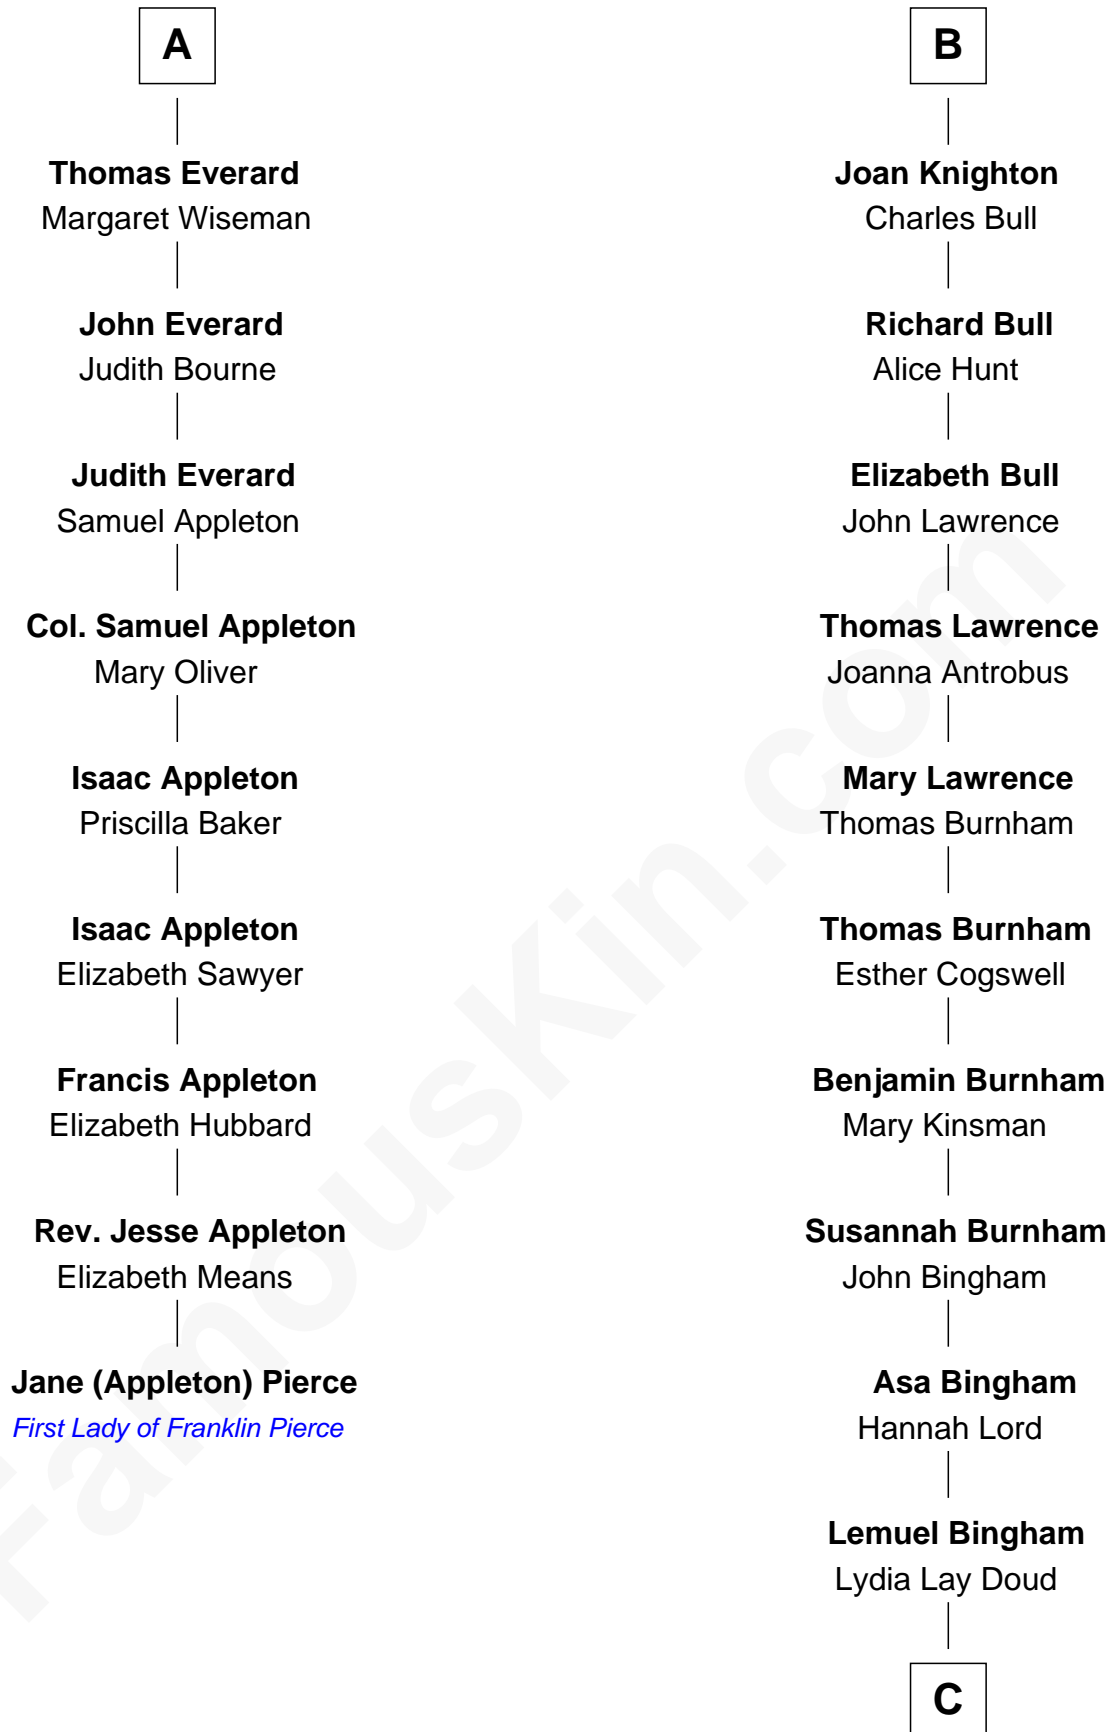 A
Thomas Everard
Margaret Wiseman
John Everard
Judith Bourne
Judith Everard
Samuel Appleton
Col. Samuel Appleton
Mary Oliver
Isaac Appleton
Priscilla Baker
Isaac Appleton
Elizabeth Sawyer
Francis Appleton
Elizabeth Hubbard
Rev. Jesse Appleton
Elizabeth Means
Jane (Appleton) Pierce
First Lady of Franklin Pierce
B
Joan Knighton
Charles Bull
Richard Bull
Alice Hunt
Elizabeth Bull
John Lawrence
Thomas Lawrence
Joanna Antrobus
Mary Lawrence
Thomas Burnham
Thomas Burnham
Esther Cogswell
Benjamin Burnham
Mary Kinsman
Susannah Burnham
John Bingham
Asa Bingham
Hannah Lord
Lemuel Bingham
Lydia Lay Doud
C
FamousKin.com